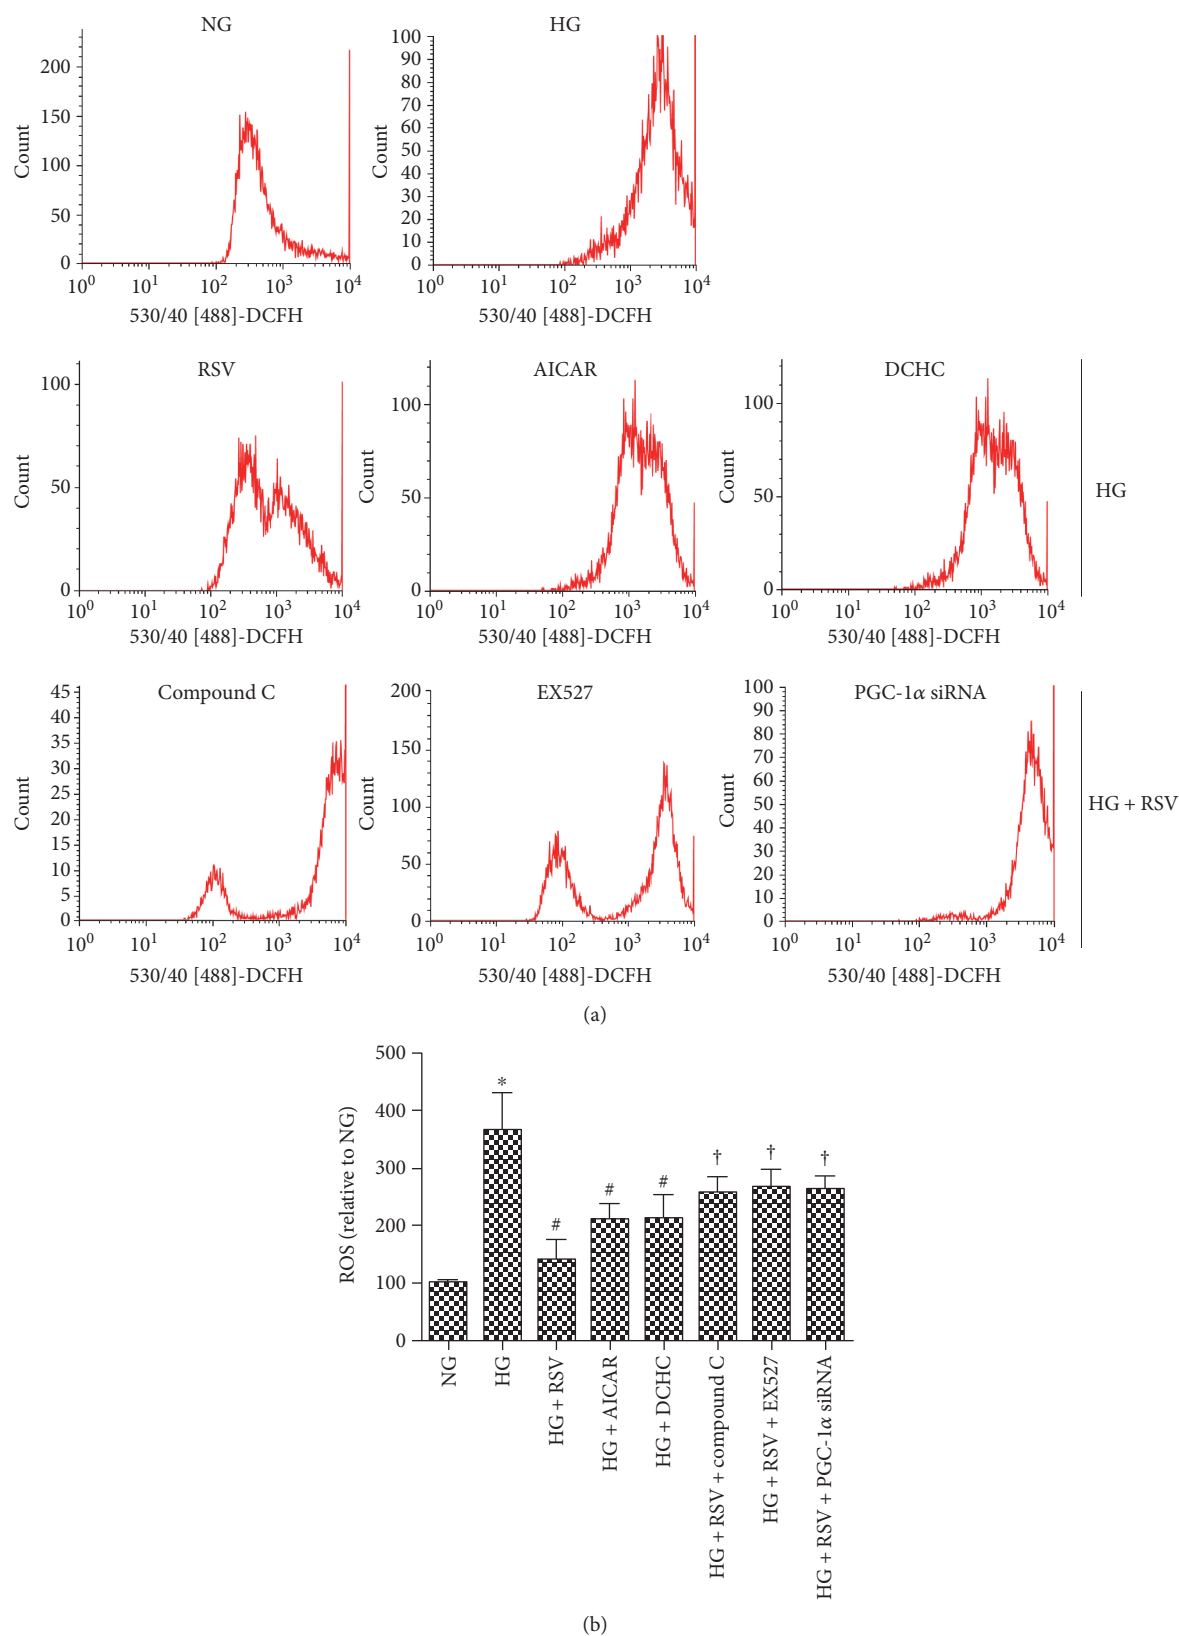 NG
Count
200
150
100
50
0
10^0 10^1 10^2 10^3 10^4
530/40 [488]-DCFH
HG
Count
100
90
80
70
60
50
40
30
20
10
0
10^0 10^1 10^2 10^3 10^4
530/40 [488]-DCFH
RSV
Count
100
50
0
10^0 10^1 10^2 10^3 10^4
530/40 [488]-DCFH
AICAR
Count
100
50
0
10^0 10^1 10^2 10^3 10^4
530/40 [488]-DCFH
DCHC
Count
100
50
0
10^0 10^1 10^2 10^3 10^4
530/40 [488]-DCFH
HG
Compound C
Count
45
40
35
30
25
20
15
10
5
0
10^0 10^1 10^2 10^3 10^4
530/40 [488]-DCFH
EX527
Count
200
150
100
50
0
10^0 10^1 10^2 10^3 10^4
530/40 [488]-DCFH
PGC-1α siRNA
Count
100
90
80
70
60
50
40
30
20
10
0
10^0 10^1 10^2 10^3 10^4
530/40 [488]-DCFH
HG + RSV
(a)
ROS (relative to NG)
500
400
300
200
100
0
*
#
#
#
†
†
†
NG
HG
HG + RSV
HG + AICAR
HG + DCHC
HG + RSV + compound C
HG + RSV + EX527
HG + RSV + PGC-1α siRNA
(b)